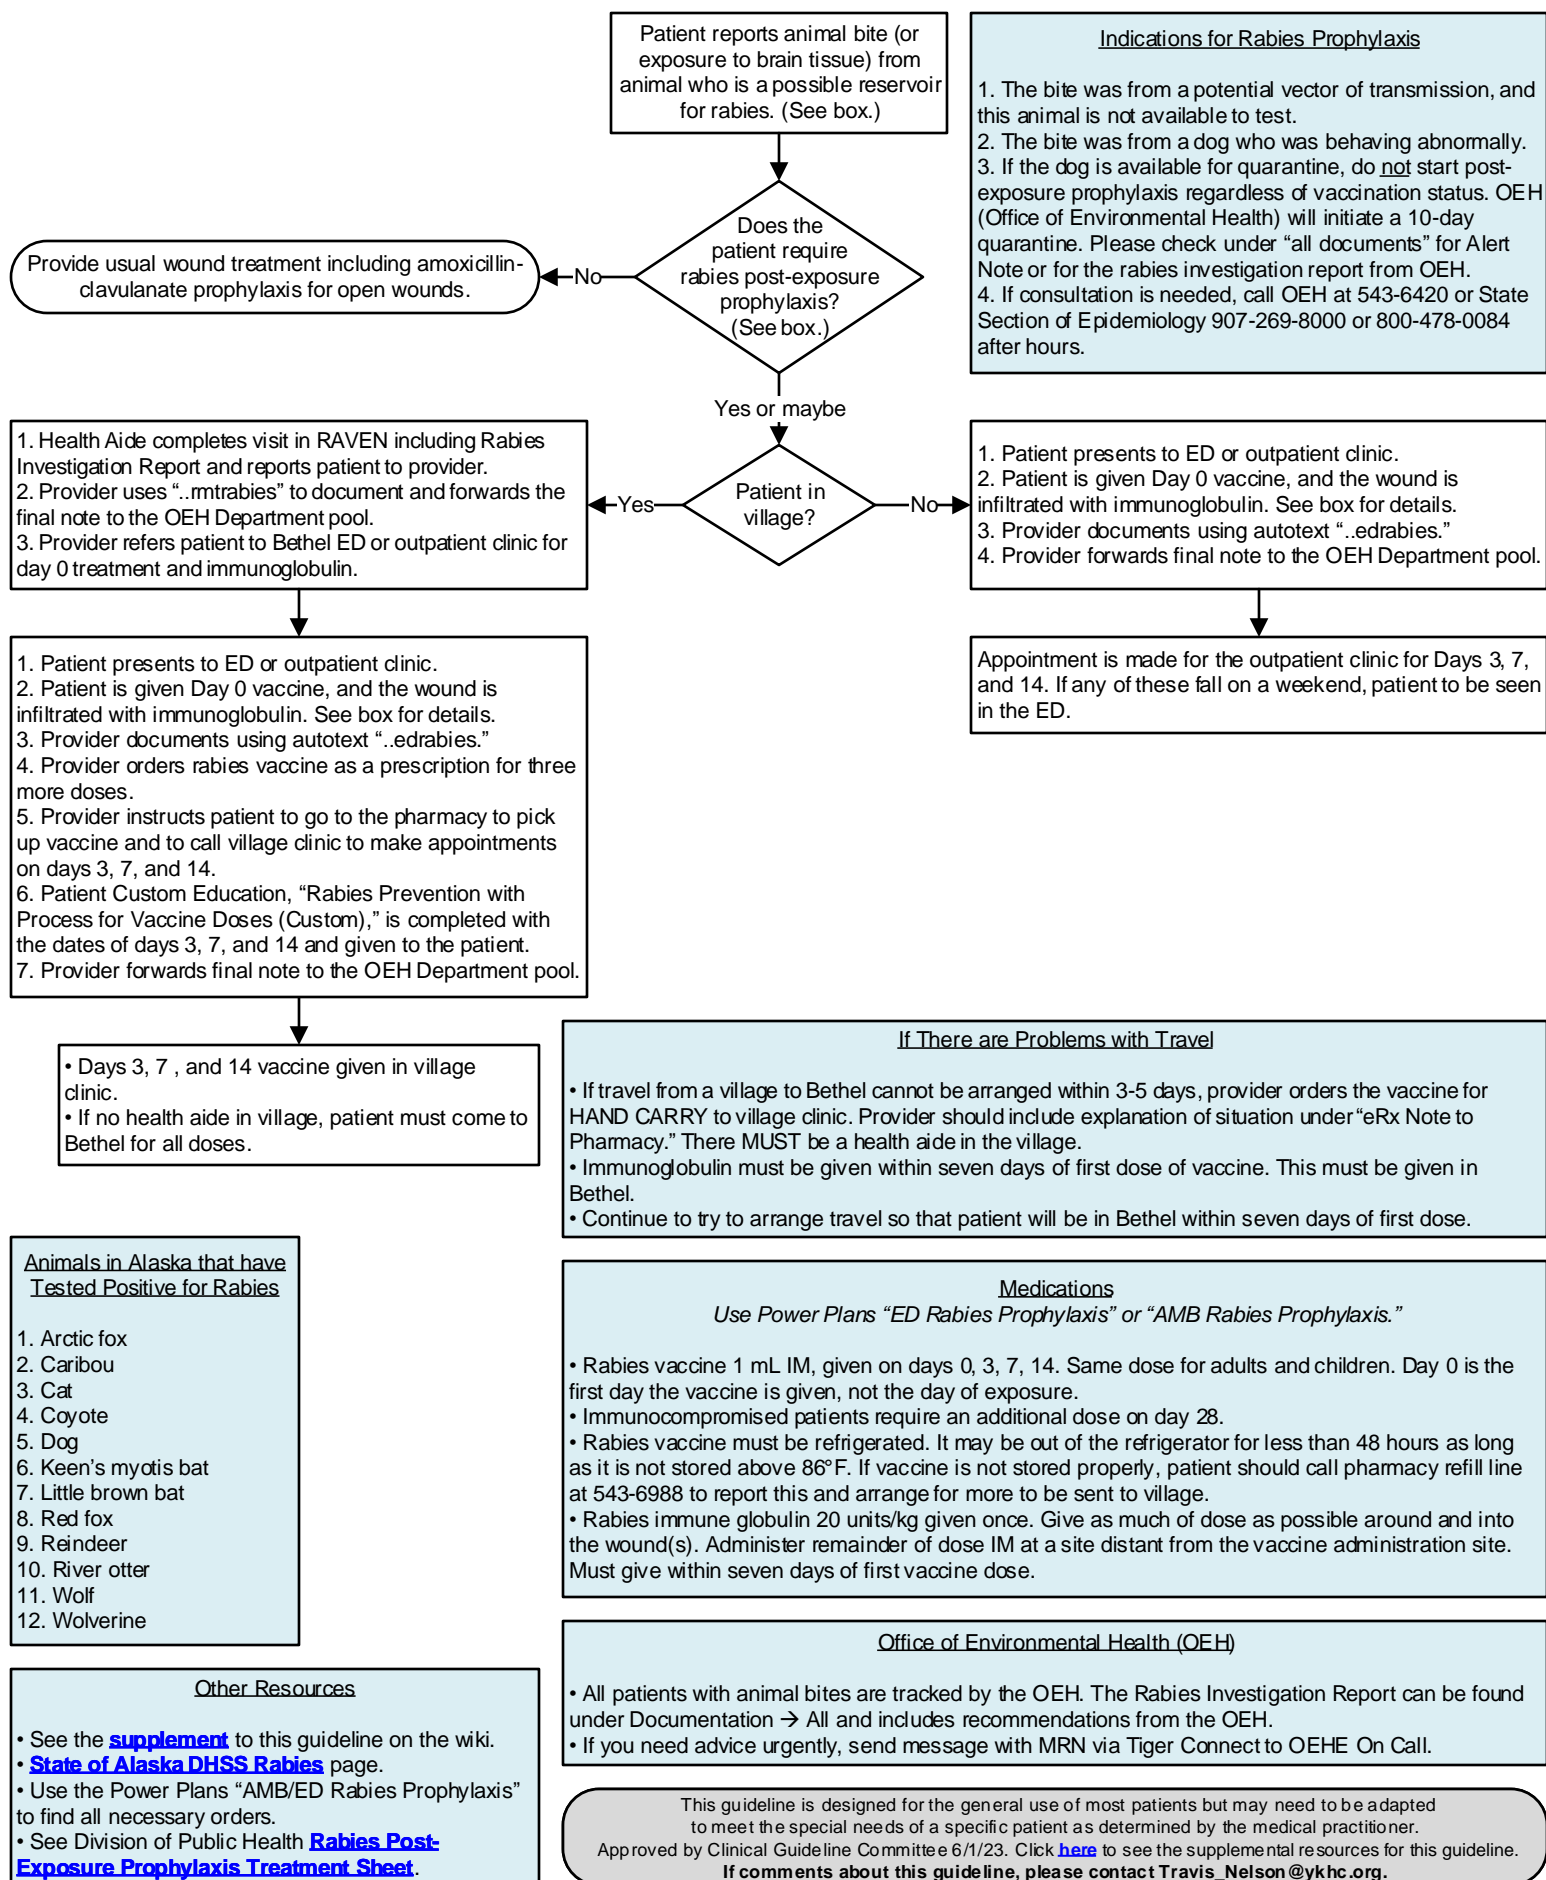 Patient reports animal bite (or
exposure to brain tissue) from
animal who is a possible reservoir
for rabies. (See box.)
Indications for Rabies Prophylaxis
1. The bite was from a potential vector of transmission, and
this animal is not available to test.
2. The bite was from a dog who was behaving abnormally.
3. If the dog is available for quarantine, do not start post-
exposure prophylaxis regardless of vaccination status. OEH
(Office of Environmental Health) will initiate a 10-day
quarantine. Please check under “all documents” for Alert
Note or for the rabies investigation report from OEH.
4. If consultation is needed, call OEH at 543-6420 or State
Section of Epidemiology 907-269-8000 or 800-478-0084
after hours.
Does the
patient require
rabies post-exposure
prophylaxis?
(See box.)
No
Provide usual wound treatment including amoxicillin-
clavulanate prophylaxis for open wounds.
Yes or maybe
Patient in
village?
Yes
No
1. Health Aide completes visit in RAVEN including Rabies
Investigation Report and reports patient to provider.
2. Provider uses “..rmtrabies” to document and forwards the
final note to the OEH Department pool.
3. Provider refers patient to Bethel ED or outpatient clinic for
day 0 treatment and immunoglobulin.
1. Patient presents to ED or outpatient clinic.
2. Patient is given Day 0 vaccine, and the wound is
infiltrated with immunoglobulin. See box for details.
3. Provider documents using autotext “..edrabies.”
4. Provider forwards final note to the OEH Department pool.
1. Patient presents to ED or outpatient clinic.
2. Patient is given Day 0 vaccine, and the wound is
infiltrated with immunoglobulin. See box for details.
3. Provider documents using autotext “..edrabies.”
4. Provider orders rabies vaccine as a prescription for three
more doses.
5. Provider instructs patient to go to the pharmacy to pick
up vaccine and to call village clinic to make appointments
on days 3, 7, and 14.
6. Patient Custom Education, “Rabies Prevention with
Process for Vaccine Doses (Custom),” is completed with
the dates of days 3, 7, and 14 and given to the patient.
7. Provider forwards final note to the OEH Department pool.
Appointment is made for the outpatient clinic for Days 3, 7,
and 14. If any of these fall on a weekend, patient to be seen
in the ED.
• Days 3, 7 , and 14 vaccine given in village
clinic.
• If no health aide in village, patient must come to
Bethel for all doses.
If There are Problems with Travel
• If travel from a village to Bethel cannot be arranged within 3-5 days, provider orders the vaccine for
HAND CARRY to village clinic. Provider should include explanation of situation under “eRx Note to
Pharmacy.” There MUST be a health aide in the village.
• Immunoglobulin must be given within seven days of first dose of vaccine. This must be given in
Bethel.
• Continue to try to arrange travel so that patient will be in Bethel within seven days of first dose.
Animals in Alaska that have
Tested Positive for Rabies
1. Arctic fox
2. Caribou
3. Cat
4. Coyote
5. Dog
6. Keen’s myotis bat
7. Little brown bat
8. Red fox
9. Reindeer
10. River otter
11. Wolf
12. Wolverine
Medications
Use Power Plans “ED Rabies Prophylaxis” or “AMB Rabies Prophylaxis.”
• Rabies vaccine 1 mL IM, given on days 0, 3, 7, 14. Same dose for adults and children. Day 0 is the
first day the vaccine is given, not the day of exposure.
• Immunocompromised patients require an additional dose on day 28.
• Rabies vaccine must be refrigerated. It may be out of the refrigerator for less than 48 hours as long
as it is not stored above 86°F. If vaccine is not stored properly, patient should call pharmacy refill line
at 543-6988 to report this and arrange for more to be sent to village.
• Rabies immune globulin 20 units/kg given once. Give as much of dose as possible around and into
the wound(s). Administer remainder of dose IM at a site distant from the vaccine administration site.
Must give within seven days of first vaccine dose.
Other Resources
• See the supplement to this guideline on the wiki.
• State of Alaska DHSS Rabies page.
• Use the Power Plans “AMB/ED Rabies Prophylaxis”
to find all necessary orders.
• See Division of Public Health Rabies Post-
Exposure Prophylaxis Treatment Sheet.
Office of Environmental Health (OEH)
• All patients with animal bites are tracked by the OEH. The Rabies Investigation Report can be found
under Documentation → All and includes recommendations from the OEH.
• If you need advice urgently, send message with MRN via Tiger Connect to OEHE On Call.
This guideline is designed for the general use of most patients but may need to be adapted
to meet the special needs of a specific patient as determined by the medical practitioner.
Approved by Clinical Guideline Committee 6/1/23. Click here to see the supplemental resources for this guideline.
If comments about this guideline, please contact Travis_Nelson@ykhc.org.